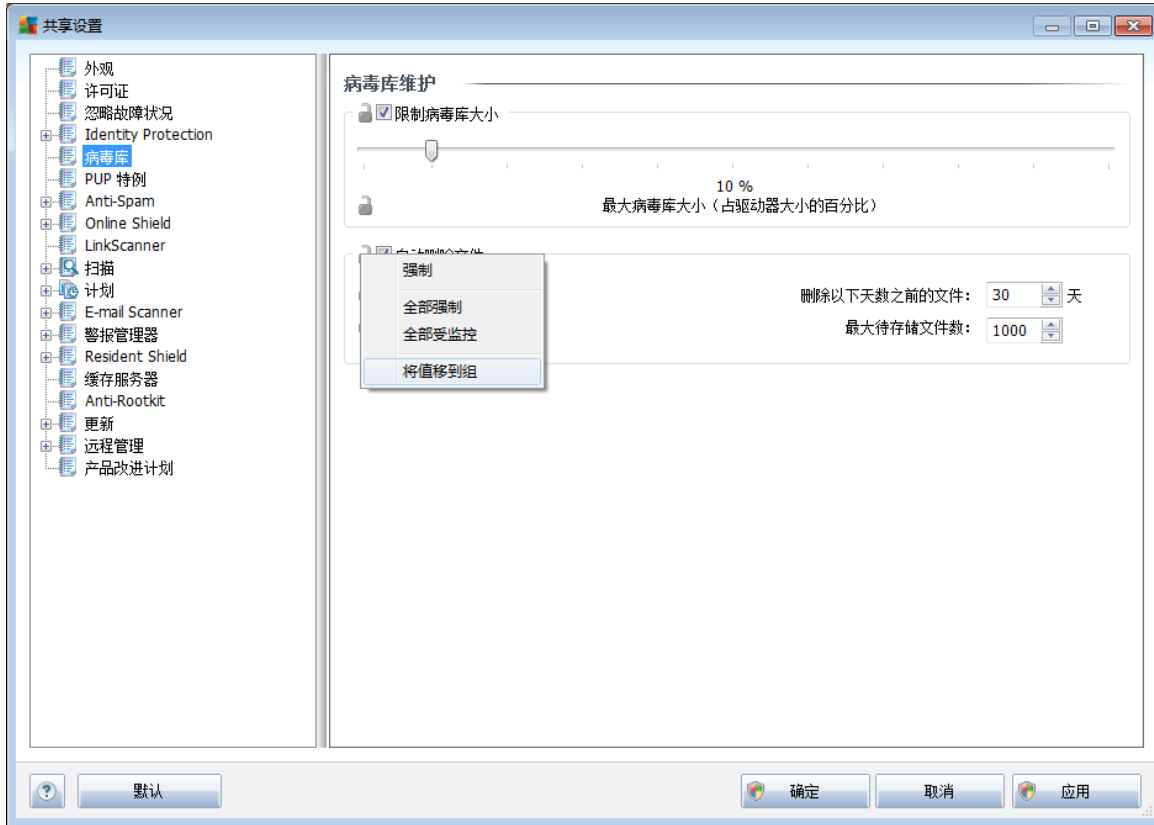 共享设置
外观
许可证
忽略故障状况
Identity Protection
病毒库
PUP 特例
Anti-Spam
Online Shield
LinkScanner
扫描
计划
E-mail Scanner
警报管理器
Resident Shield
缓存服务器
Anti-Rootkit
更新
远程管理
产品改进计划
病毒库维护
限制病毒库大小
10 %
最大病毒库大小（占驱动器大小的百分比）
强制
全部强制
全部受监控
将值移到组
删除以下天数之前的文件： 30 天
最大待存储文件数： 1000
默认
确定
取消
应用